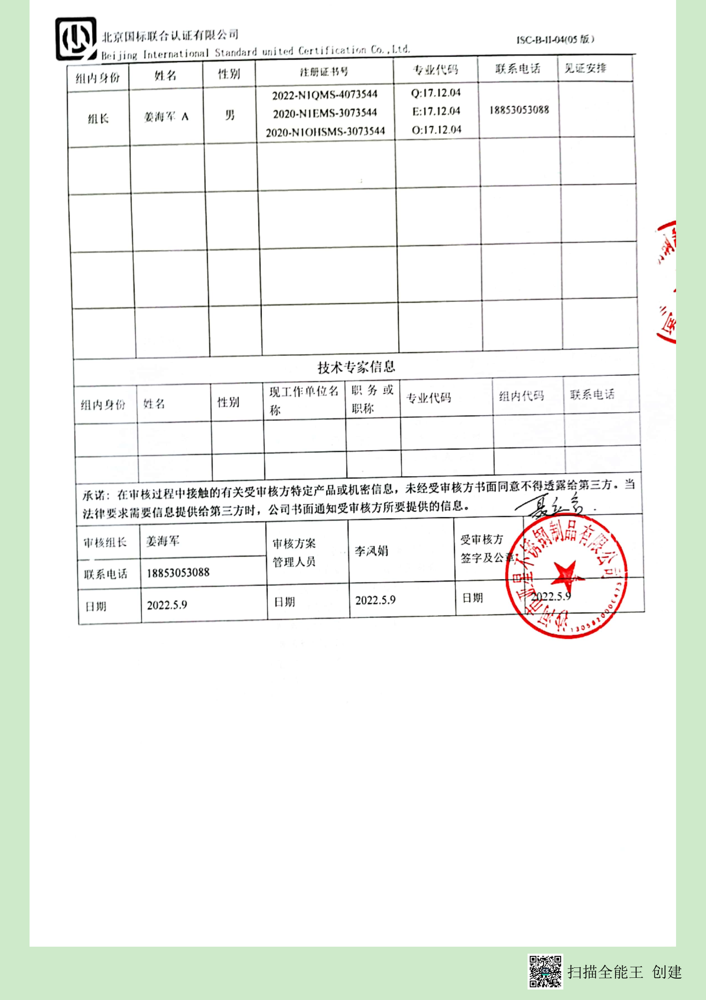 北京国标联合认证有限公司
Beijing International Standard united Certification Co.,Ltd.
ISC-B-II-04(05 版)
组内身份 姓名 性别 注册证书号 专业代码 联系电话 见证安排
组长 姜海军 A 男 2022-N1QMS-4073544 Q:17.12.04 18853053088
2020-N1EMS-3073544 E:17.12.04
2020-N1OHSMS-3073544 O:17.12.04
技术专家信息
组内身份 姓名 性别 现工作单位名称 职务或职称 专业代码 组内代码 联系电话
承诺：在审核过程中接触的有关受审核方特定产品或机密信息，未经受审核方书面同意不得透露给第三方。当
法律要求需要信息提供给第三方时，公司书面通知受审核方所要提供的信息。
审核组长 姜海军 审核方案管理人员 李凤娟 受审核方签字及公章:
联系电话 18853053088
日期 2022.5.9 日期 2022.5.9 日期 2022.5.9
不锈钢制品有限公司
扫描全能王 创建